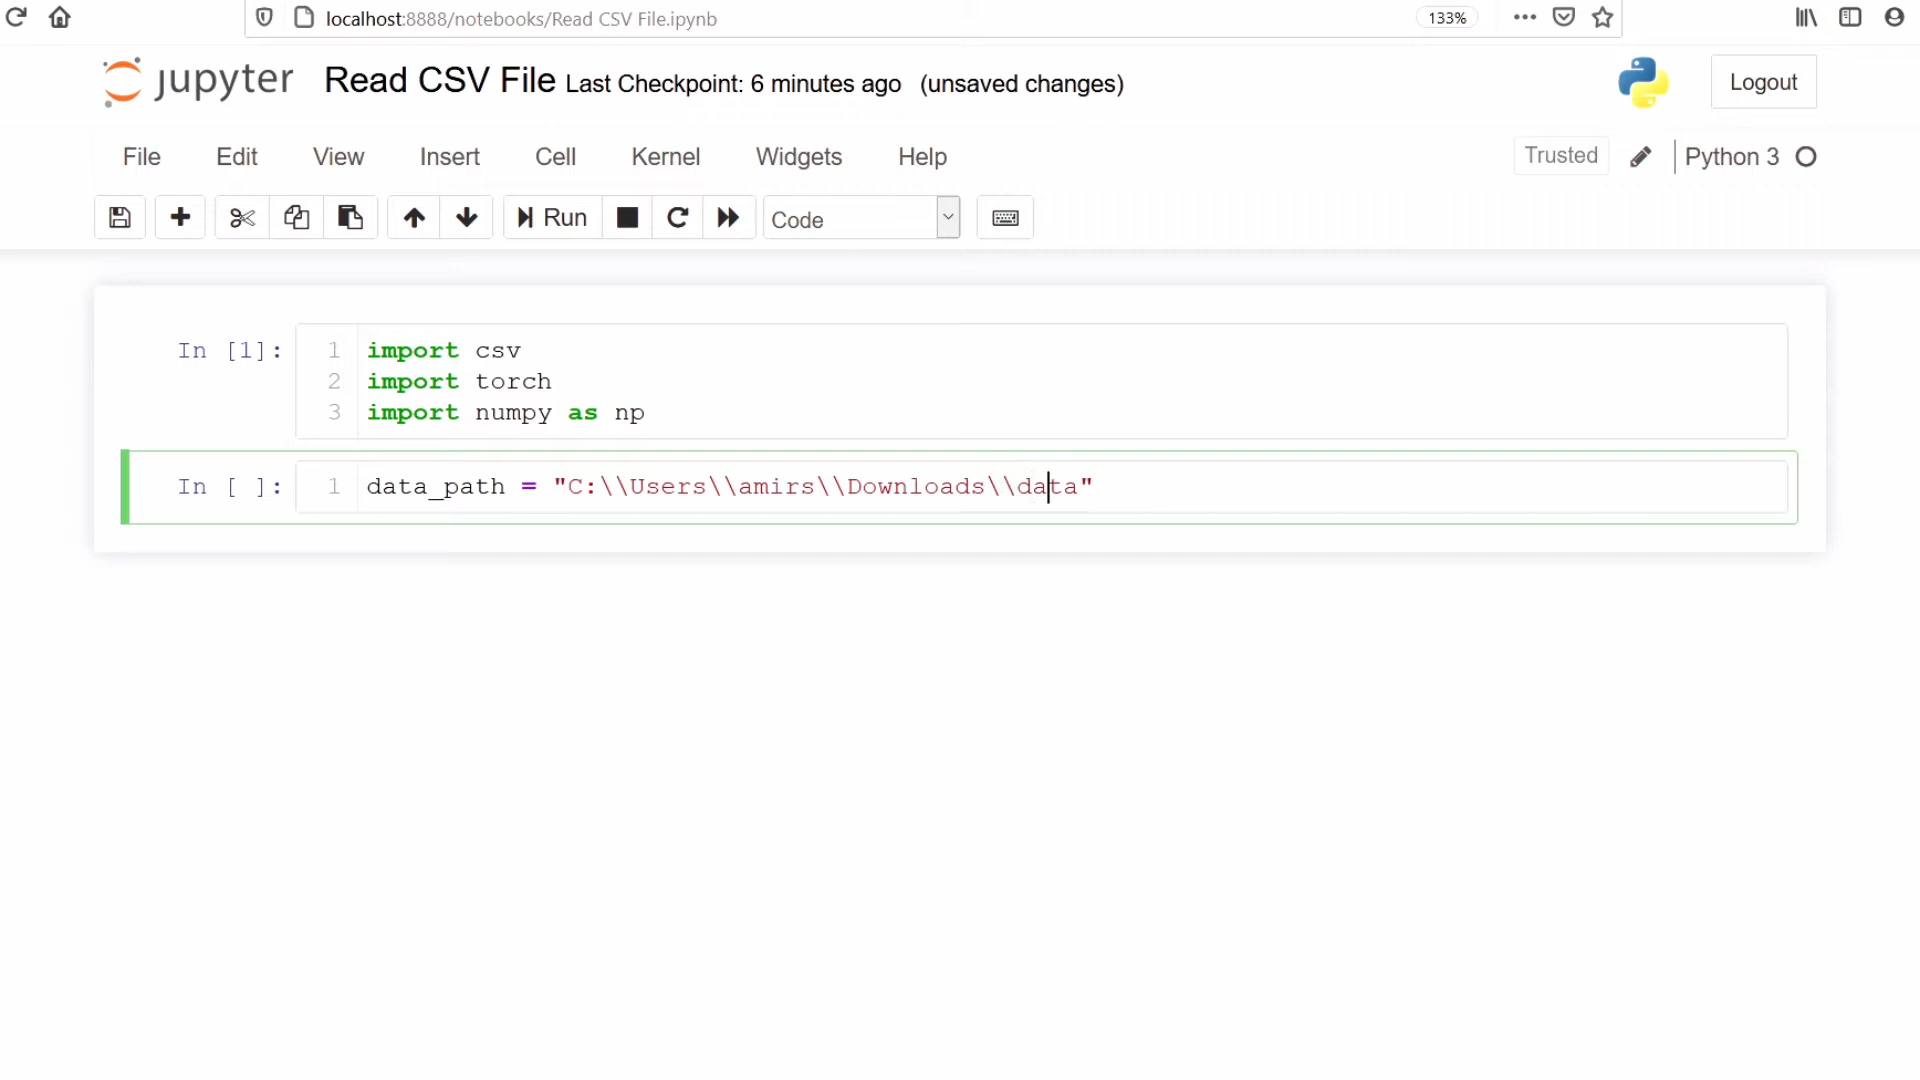 localhost:8888/notebooks/Read CSV File.ipynb
133%
jupyter Read CSV File Last Checkpoint: 6 minutes ago (unsaved changes)
Logout
File Edit View Insert Cell Kernel Widgets Help
Trusted Python 3
Run Code
In [1]: 1 import csv
2 import torch
3 import numpy as np
In [ ]: 1 data_path = "C:\\Users\\amirs\\Downloads\\data"